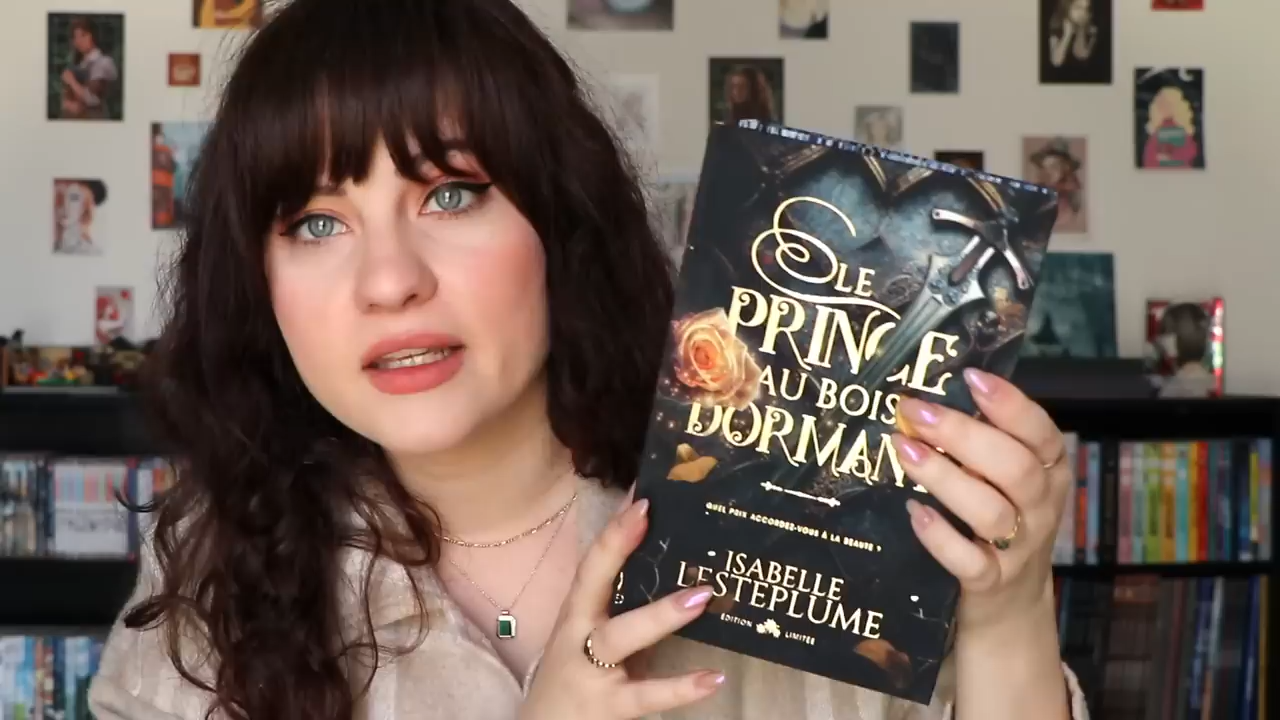 LE
PRINCE
AU BOIS
DORMANT
QUEL PRIX ACCORDEZ-VOUS À LA BEAUTÉ ?
ISABELLE
LESTEPLUME
ÉDITION LIMITÉE